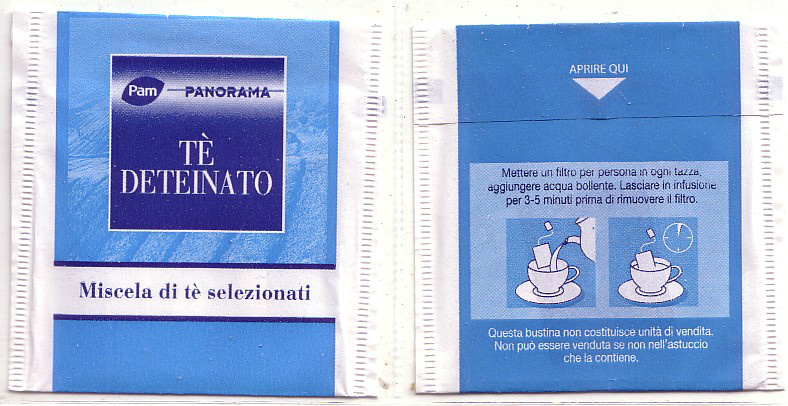 Pam PANORAMA
TÈ
DETEINATO
Miscela di tè selezionati
APRIRE QUI
Mettere un filtro per persona in ogni tazza,
aggiungere acqua bollente. Lasciare in infusione
per 3-5 minuti prima di rimuovere il filtro.
Questa bustina non costituisce unità di vendita.
Non può essere venduta se non nell'astuccio
che la contiene.